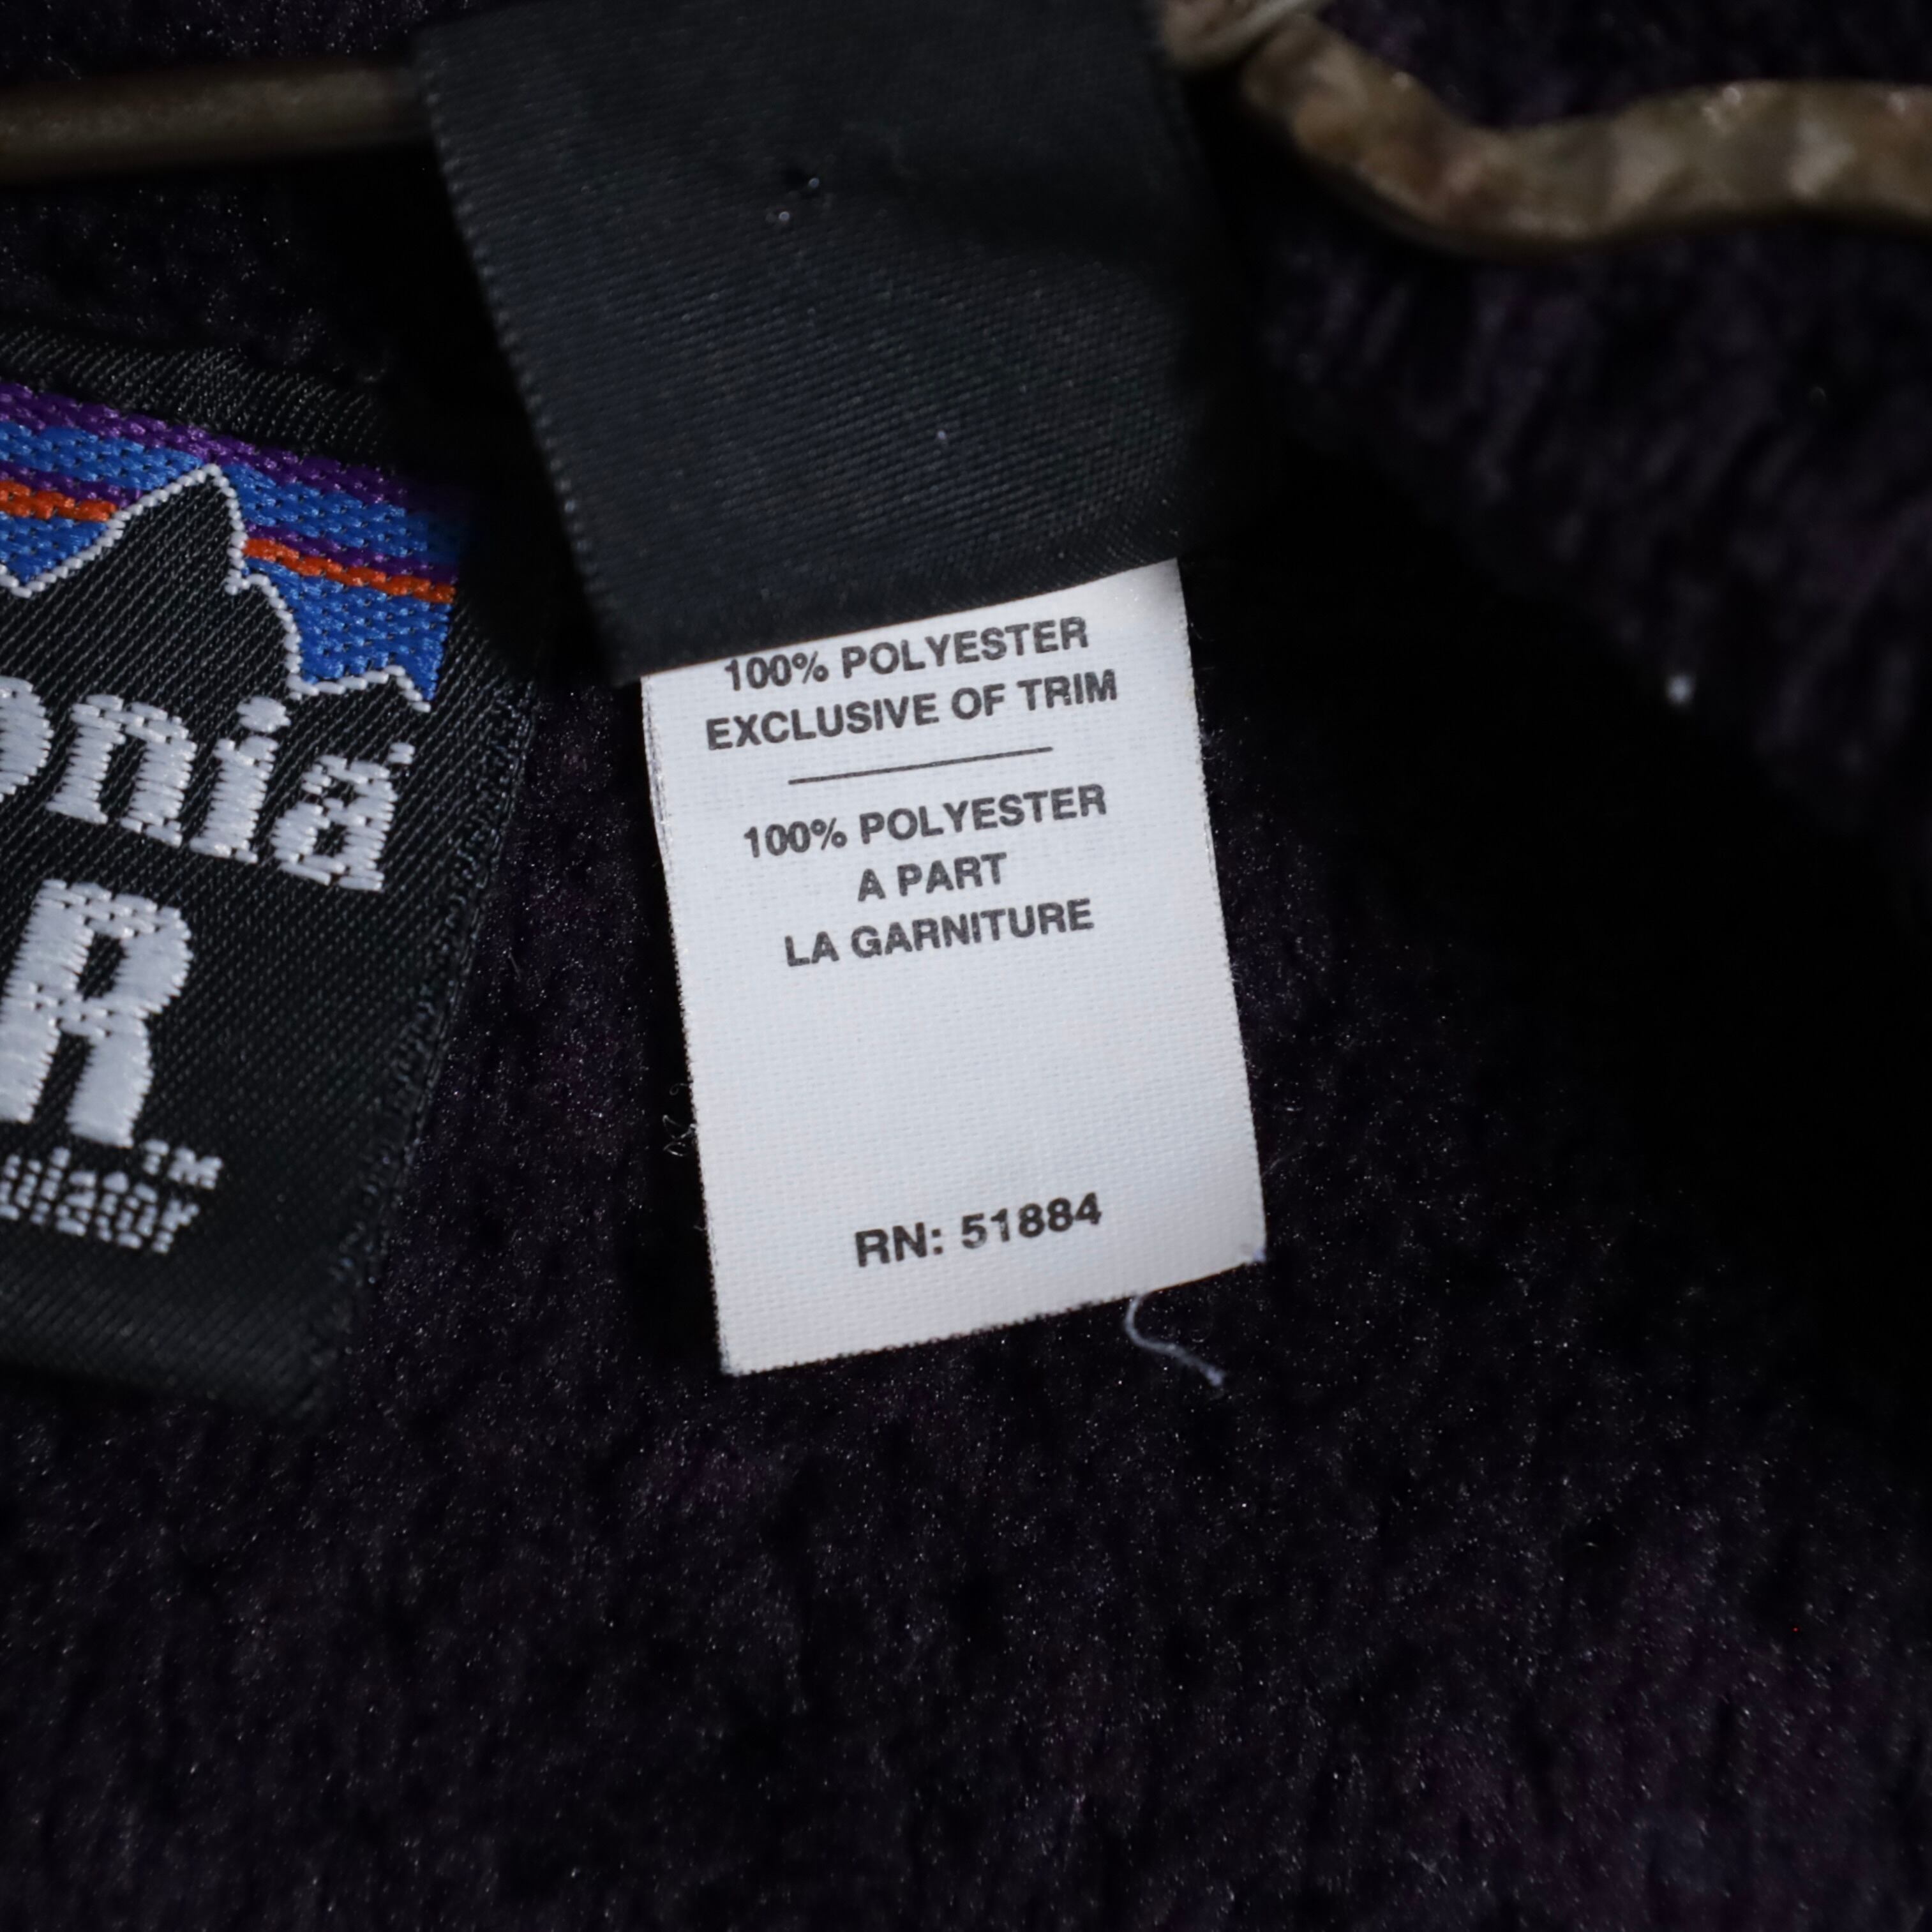 onia
R
™
100% POLYESTER
EXCLUSIVE OF TRIM
100% POLYESTER
A PART
LA GARNITURE
RN: 51884